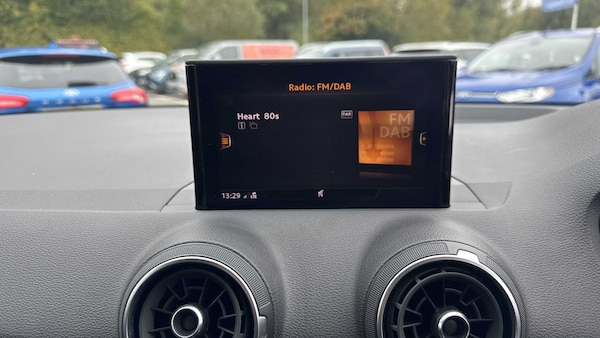 Radio: FM/DAB
Heart 80s
FM
DAB
13:29